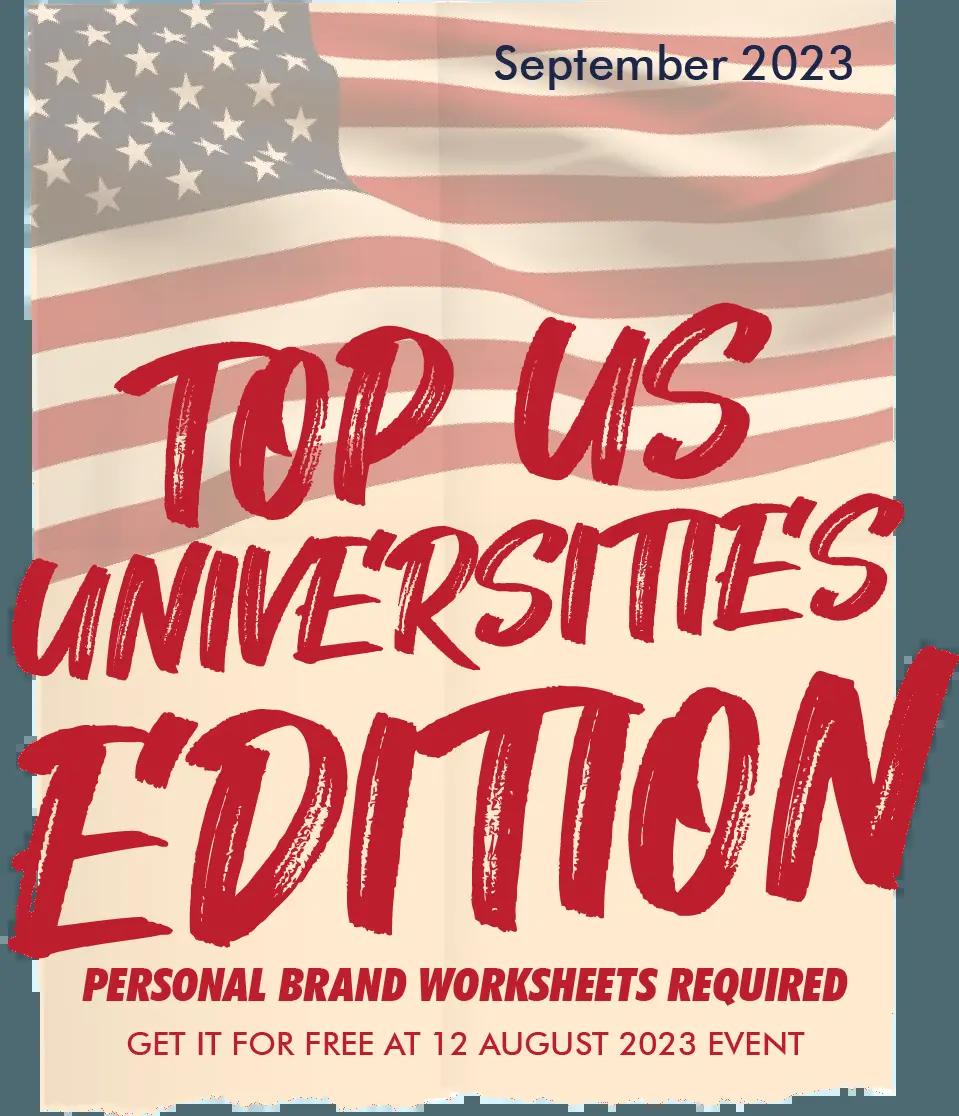 September 2023
TOP US
UNIVERSITIES
EDITION
PERSONAL BRAND WORKSHEETS REQUIRED
GET IT FOR FREE AT 12 AUGUST 2023 EVENT